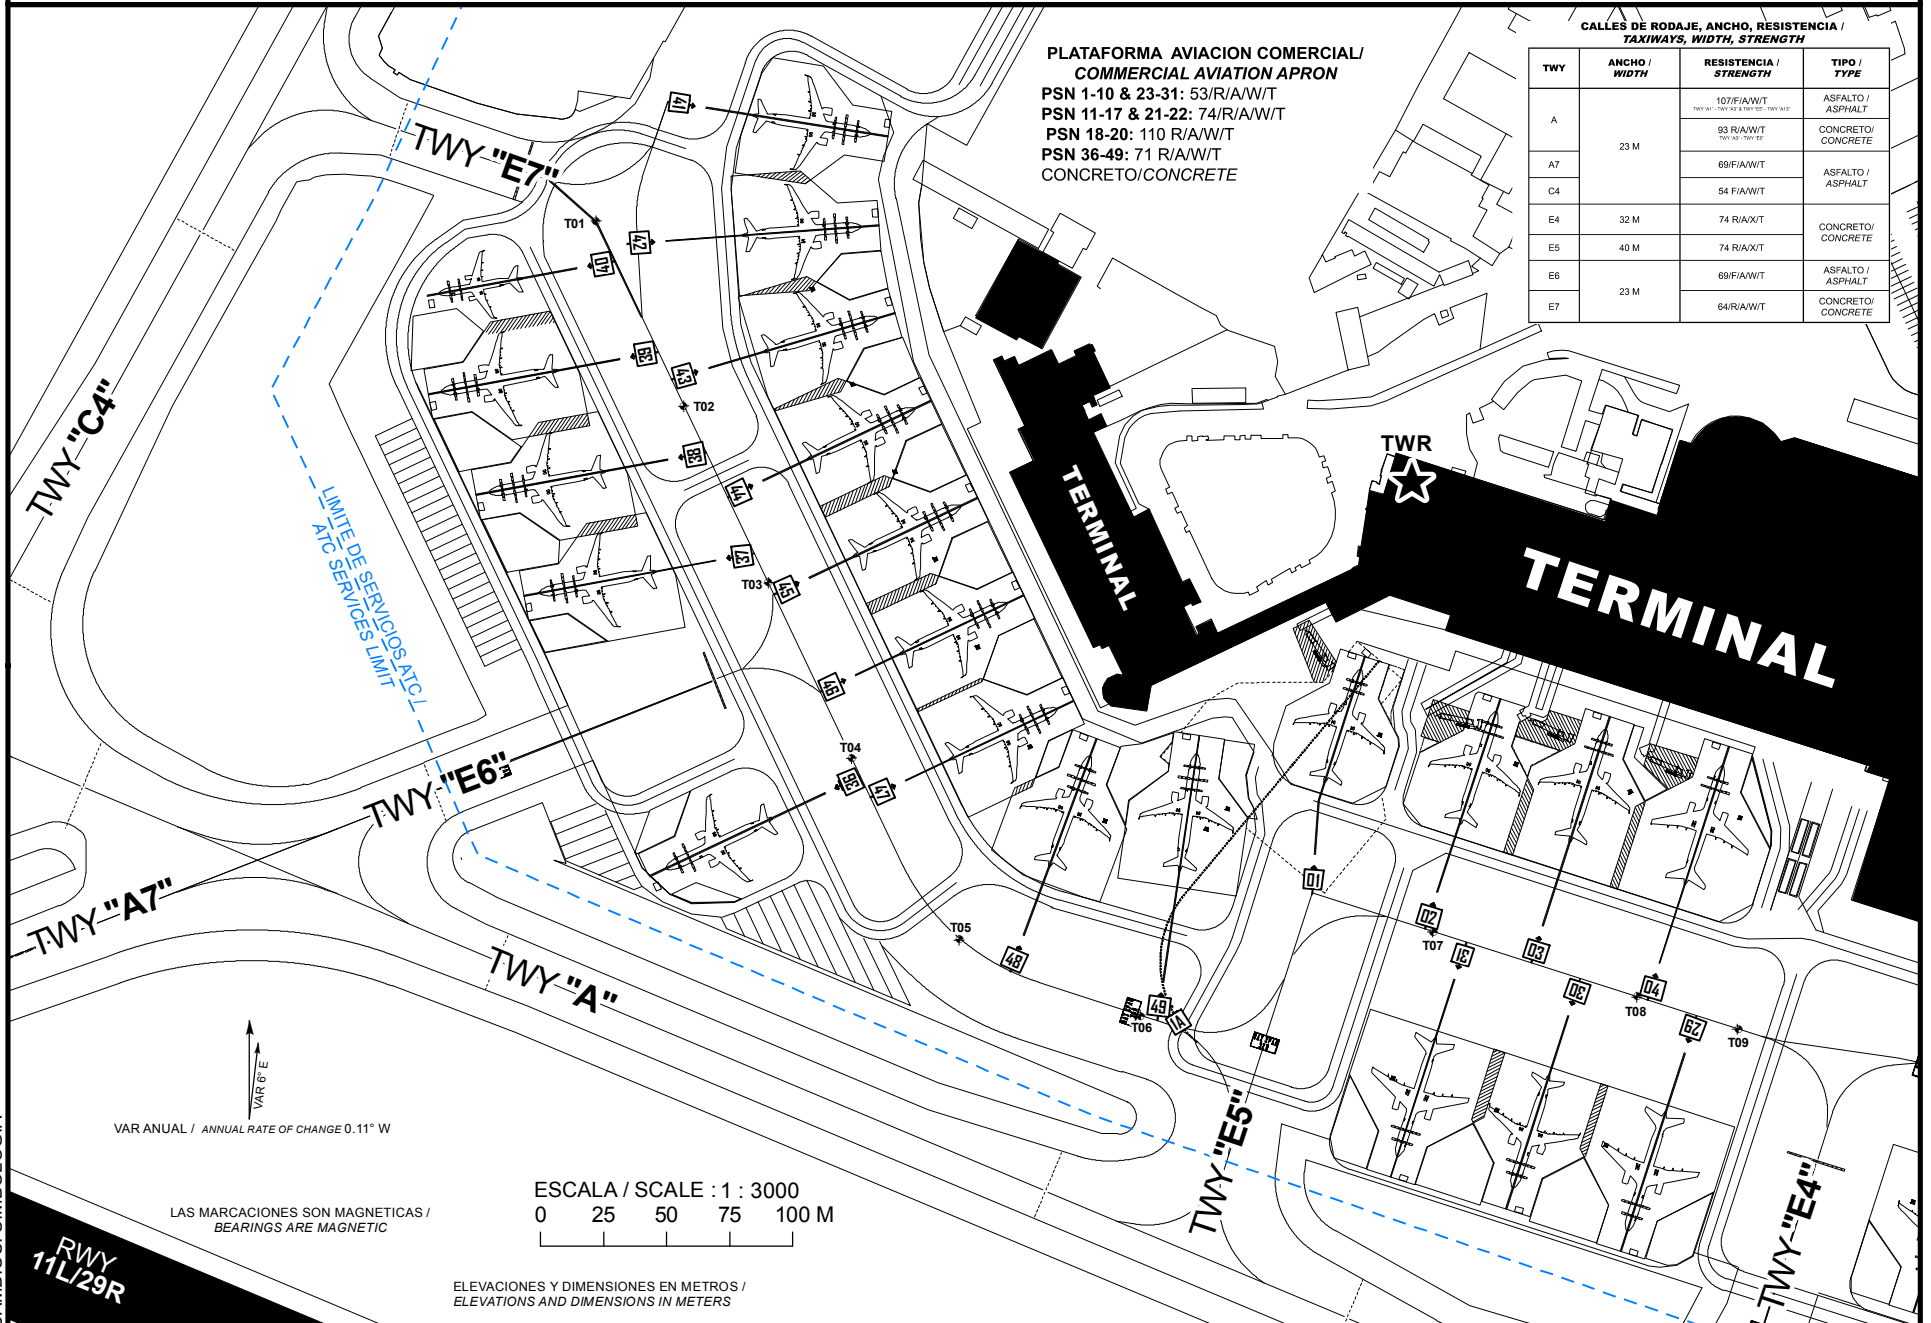 PLATAFORMA AVIACION COMERCIAL/
COMMERCIAL AVIATION APRON
PSN 1-10 & 23-31: 53/R/A/W/T
PSN 11-17 & 21-22: 74/R/A/W/T
PSN 18-20: 110 R/A/W/T
PSN 36-49: 71 R/A/W/T
CONCRETO/CONCRETE
CALLES DE RODAJE, ANCHO, RESISTENCIA /
TAXIWAYS, WIDTH, STRENGTH
TWY
ANCHO /
WIDTH
RESISTENCIA /
STRENGTH
TIPO /
TYPE
A
23 M
107/F/A/W/T
ASFALTO /
ASPHALT
93 R/A/W/T
CONCRETO/
CONCRETE
A7
69/F/A/W/T
ASFALTO /
ASPHALT
C4
54 F/A/W/T
E4
32 M
74 R/A/X/T
CONCRETO/
CONCRETE
E5
40 M
74 R/A/X/T
E6
23 M
69/F/A/W/T
ASFALTO /
ASPHALT
E7
64/R/A/W/T
CONCRETO/
CONCRETE
41
TWY "E7"
T01
42
40
39
43
T02
TWY "C4"
38
44
TWR
TERMINAL
TERMINAL
LIMITE DE SERVICIOS ATC /
ATC SERVICES LIMIT
37
T03
45
46
T04
36
47
TWY "E6"
TWY "A7"
TWY "A"
T05
48
49
T06
1A
01
02
T07
31
03
30
04
T08
29
T09
TWY "E5"
TWY "E4"
VAR 6° E
VAR ANUAL / ANNUAL RATE OF CHANGE 0.11° W
LAS MARCACIONES SON MAGNETICAS /
BEARINGS ARE MAGNETIC
ESCALA / SCALE : 1 : 3000
0 25 50 75 100 M
ELEVACIONES Y DIMENSIONES EN METROS /
ELEVATIONS AND DIMENSIONS IN METERS
RWY
11L/29R